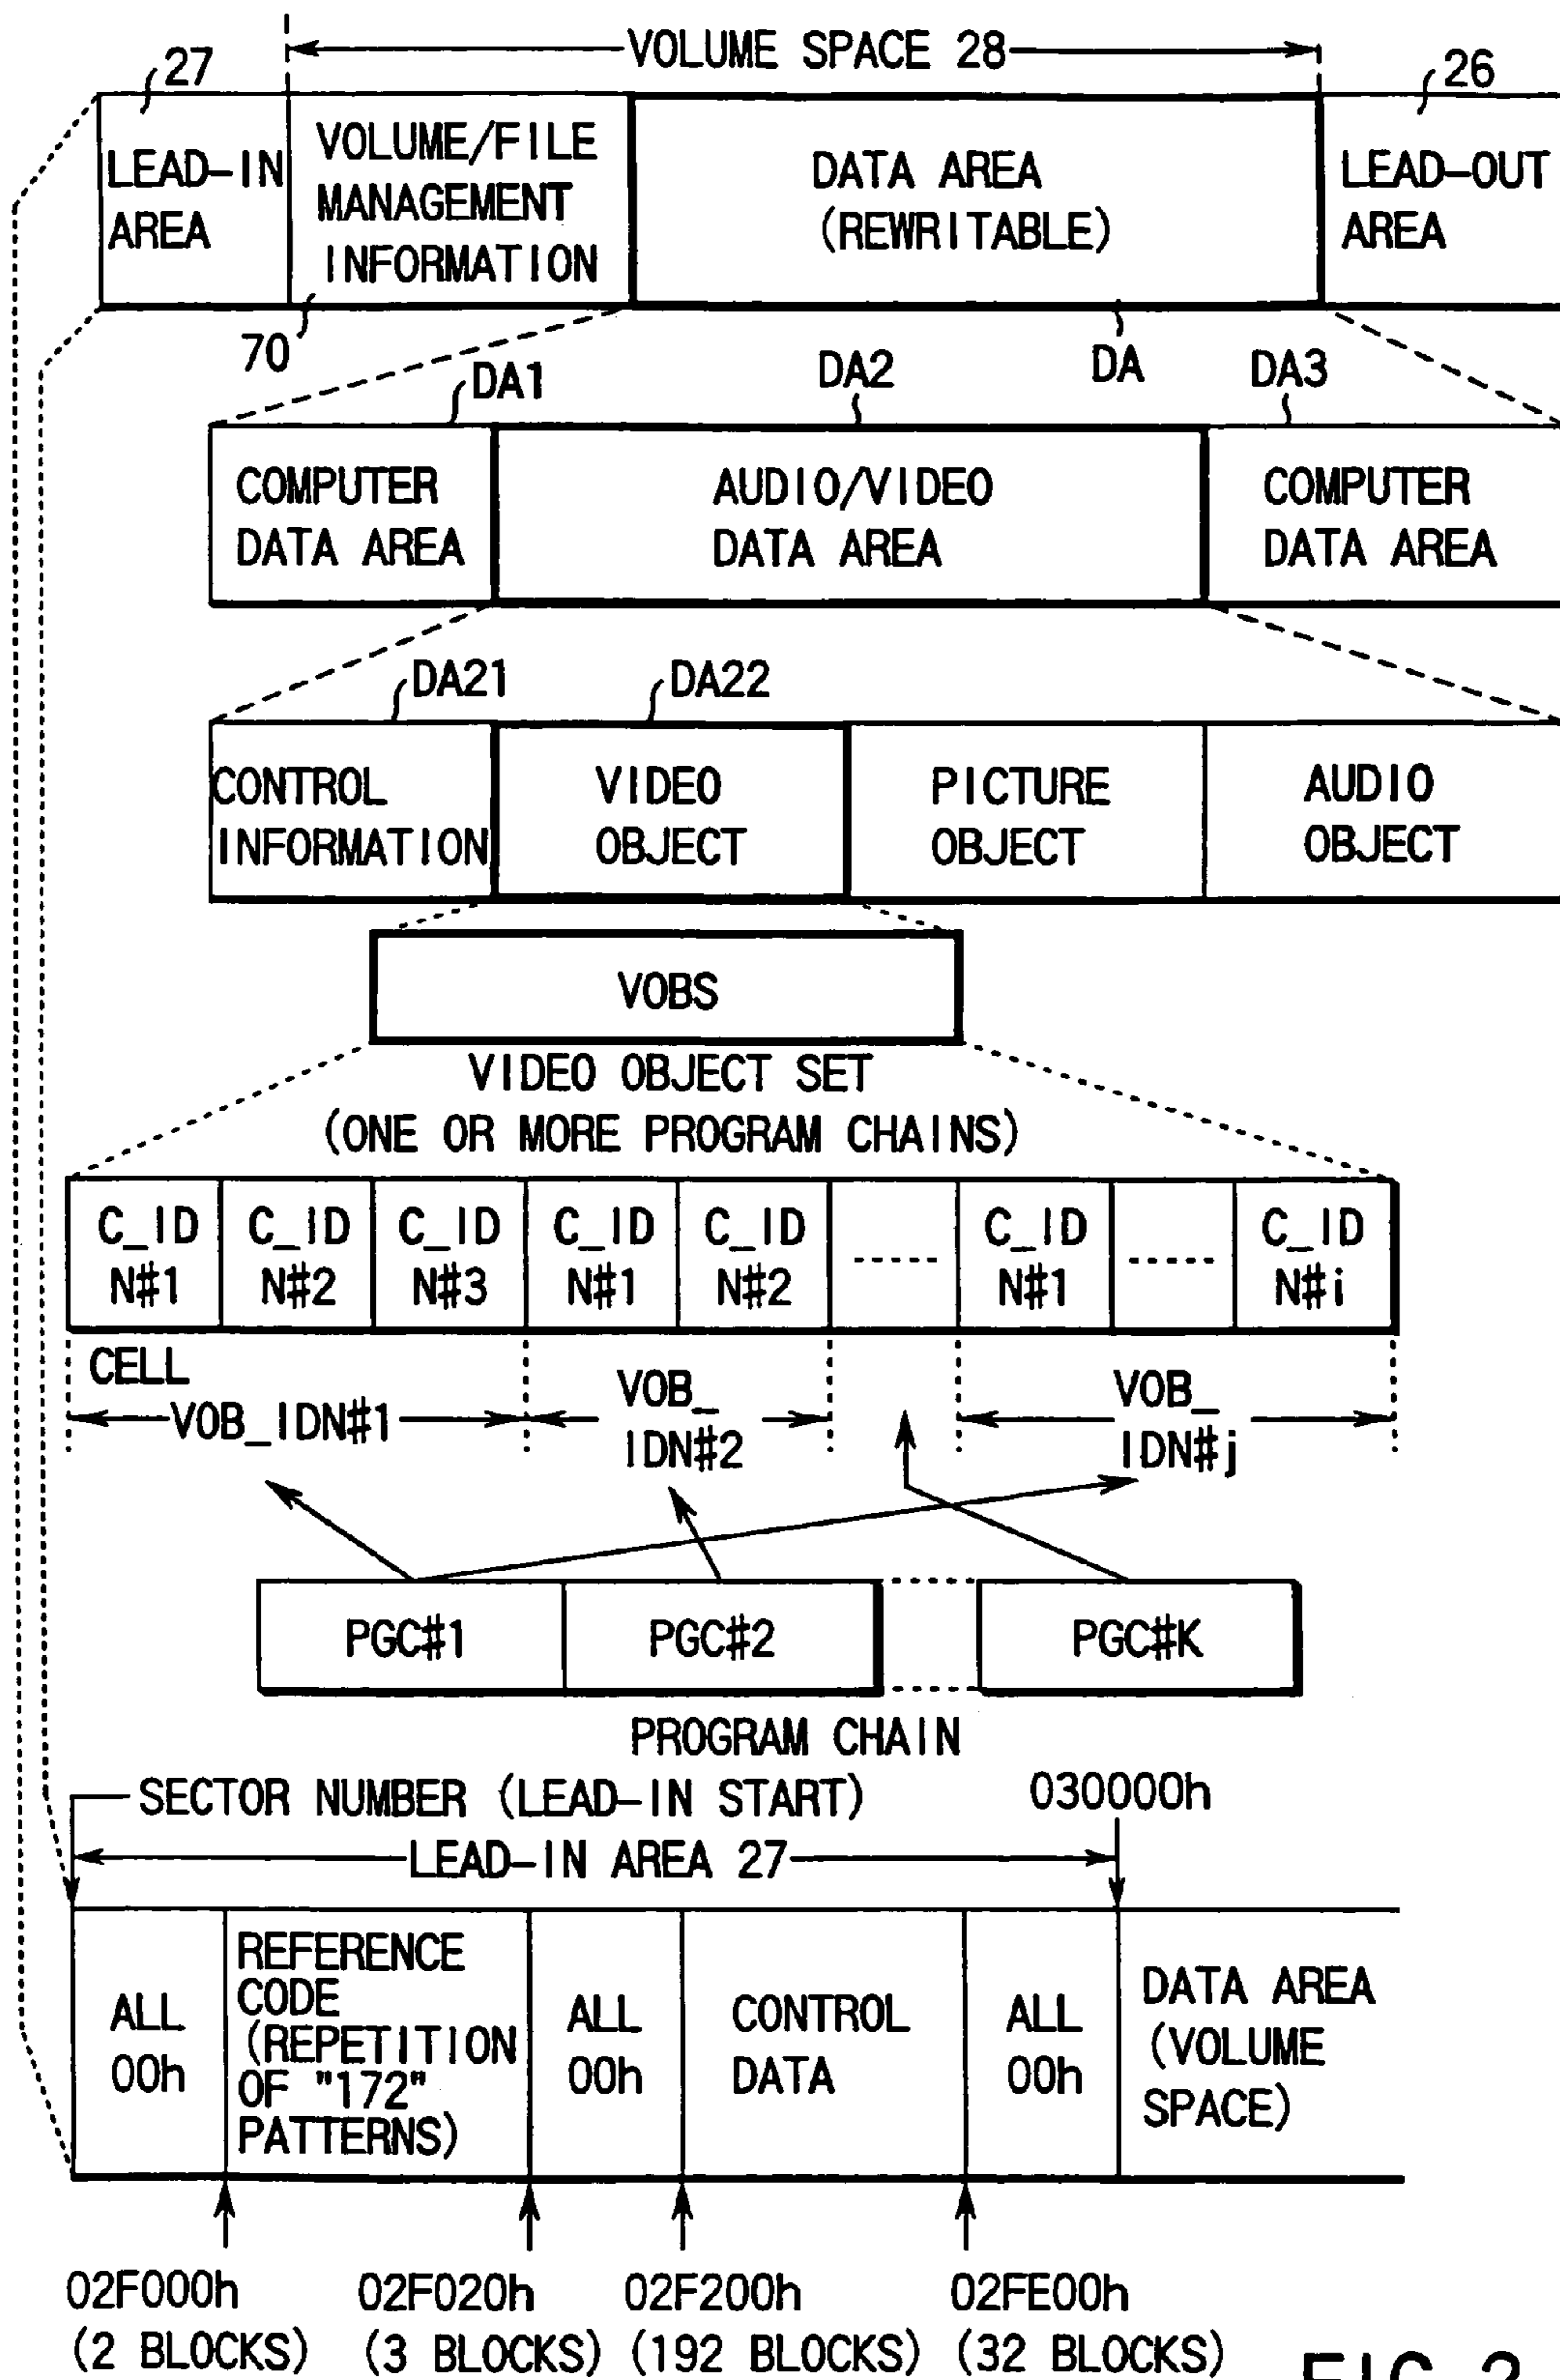 VOLUME SPACE 28
27
26
LEAD-IN
AREA
VOLUME/FILE
MANAGEMENT
INFORMATION
DATA AREA
(REWRITABLE)
LEAD-OUT
AREA
70
DA1
DA2
DA
DA3
COMPUTER
DATA AREA
AUDIO/VIDEO
DATA AREA
COMPUTER
DATA AREA
DA21
DA22
CONTROL
INFORMATION
VIDEO
OBJECT
PICTURE
OBJECT
AUDIO
OBJECT
VOBS
VIDEO OBJECT SET
(ONE OR MORE PROGRAM CHAINS)
C_ID
N#1
C_ID
N#2
C_ID
N#3
C_ID
N#1
C_ID
N#2
C_ID
N#1
C_ID
N#i
CELL
VOB_IDN#1
VOB_
IDN#2
VOB_
IDN#j
PGC#1
PGC#2
PGC#K
PROGRAM CHAIN
SECTOR NUMBER (LEAD-IN START)
030000h
LEAD-IN AREA 27
ALL
00h
REFERENCE
CODE
(REPETITION
OF "172"
PATTERNS)
ALL
00h
CONTROL
DATA
ALL
00h
DATA AREA
(VOLUME
SPACE)
02F000h
(2 BLOCKS)
02F020h
(3 BLOCKS)
02F200h
(192 BLOCKS)
02FE00h
(32 BLOCKS)